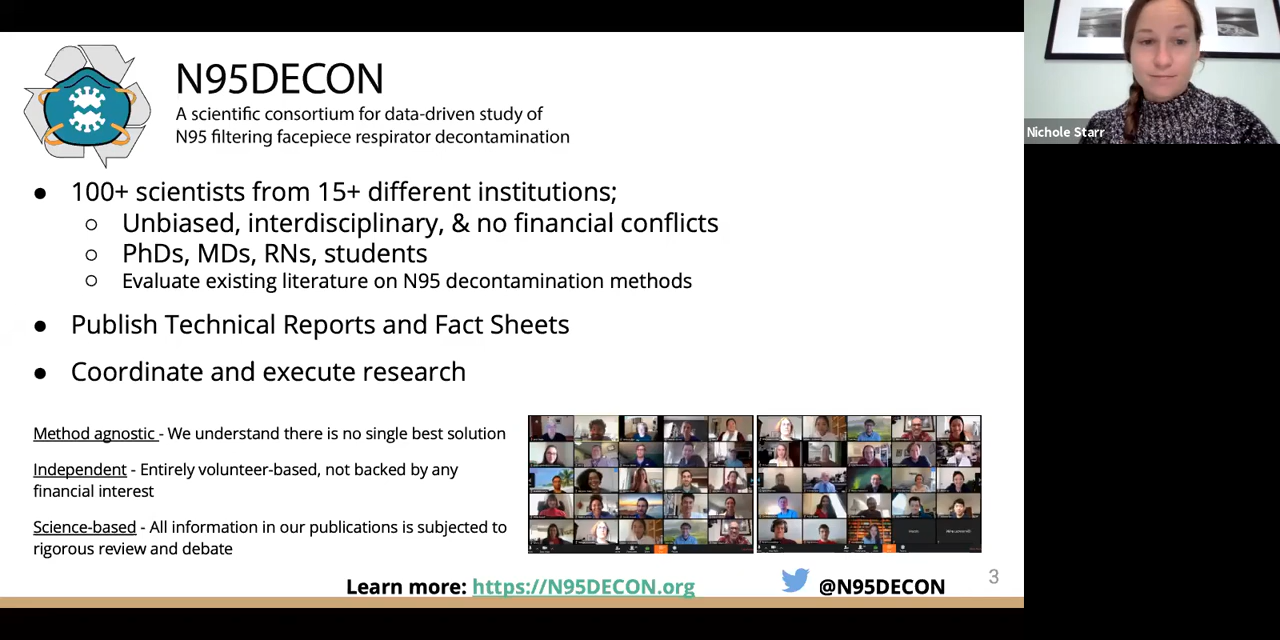 N95DECON
A scientific consortium for data-driven study of
N95 filtering facepiece respirator decontamination
● 100+ scientists from 15+ different institutions;
○ Unbiased, interdisciplinary, & no financial conflicts
○ PhDs, MDs, RNs, students
○ Evaluate existing literature on N95 decontamination methods
● Publish Technical Reports and Fact Sheets
● Coordinate and execute research
Method agnostic - We understand there is no single best solution
Independent - Entirely volunteer-based, not backed by any
financial interest
Science-based - All information in our publications is subjected to
rigorous review and debate
Learn more: https://N95DECON.org
@N95DECON
3
Nichole Starr